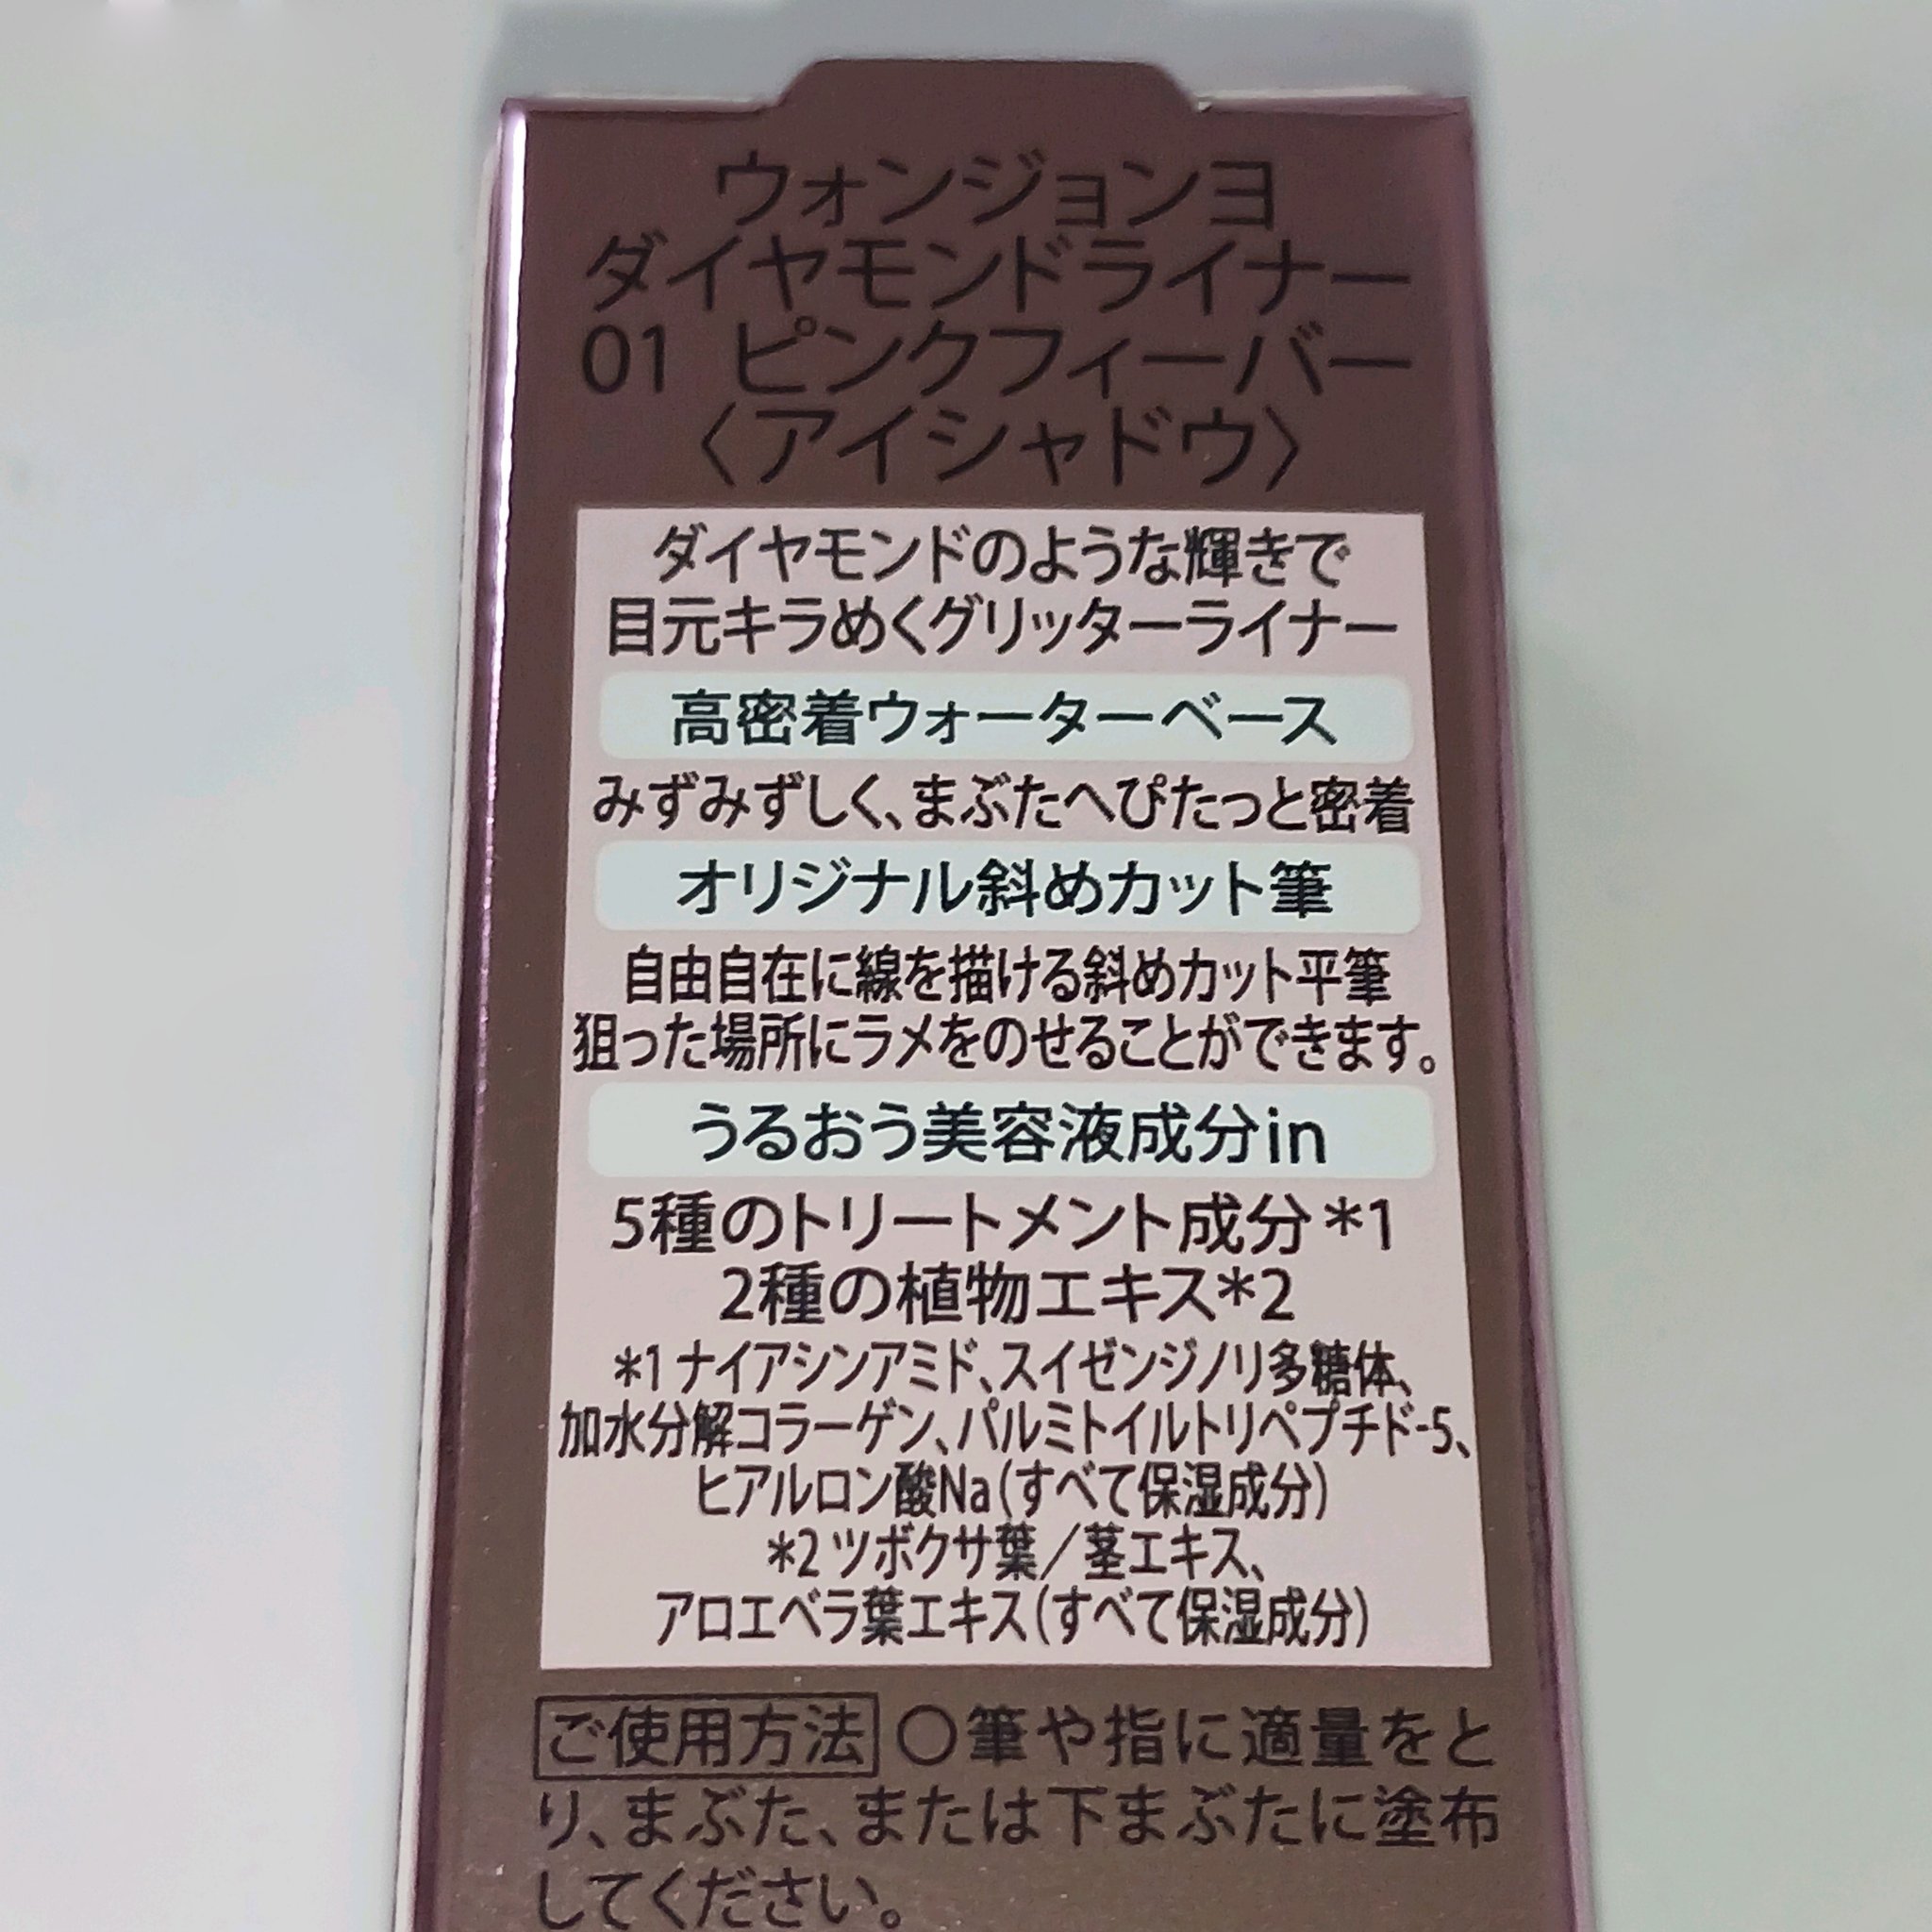 ウォンジョンヨ
ダイヤモンドライナー
01 ピンクフィーバー
〈アイシャドウ〉
ダイヤモンドのような輝きで
目元キラめくグリッターライナー
高密着ウォーターベース
みずみずしく、まぶたへぴたっと密着
オリジナル斜めカット筆
自由自在に線を描ける斜めカット平筆
狙った場所にラメをのせることができます。
うるおう美容液成分in
5種のトリートメント成分*1
2種の植物エキス*2
*1 ナイアシンアミド、スイゼンジノリ多糖体、
加水分解コラーゲン、パルミトイルトリペプチド-5、
ヒアルロン酸Na(すべて保湿成分)
*2 ツボクサ葉/茎エキス、
アロエベラ葉エキス(すべて保湿成分)
ご使用方法 ○筆や指に適量をと
り、まぶた、または下まぶたに塗布
してください。